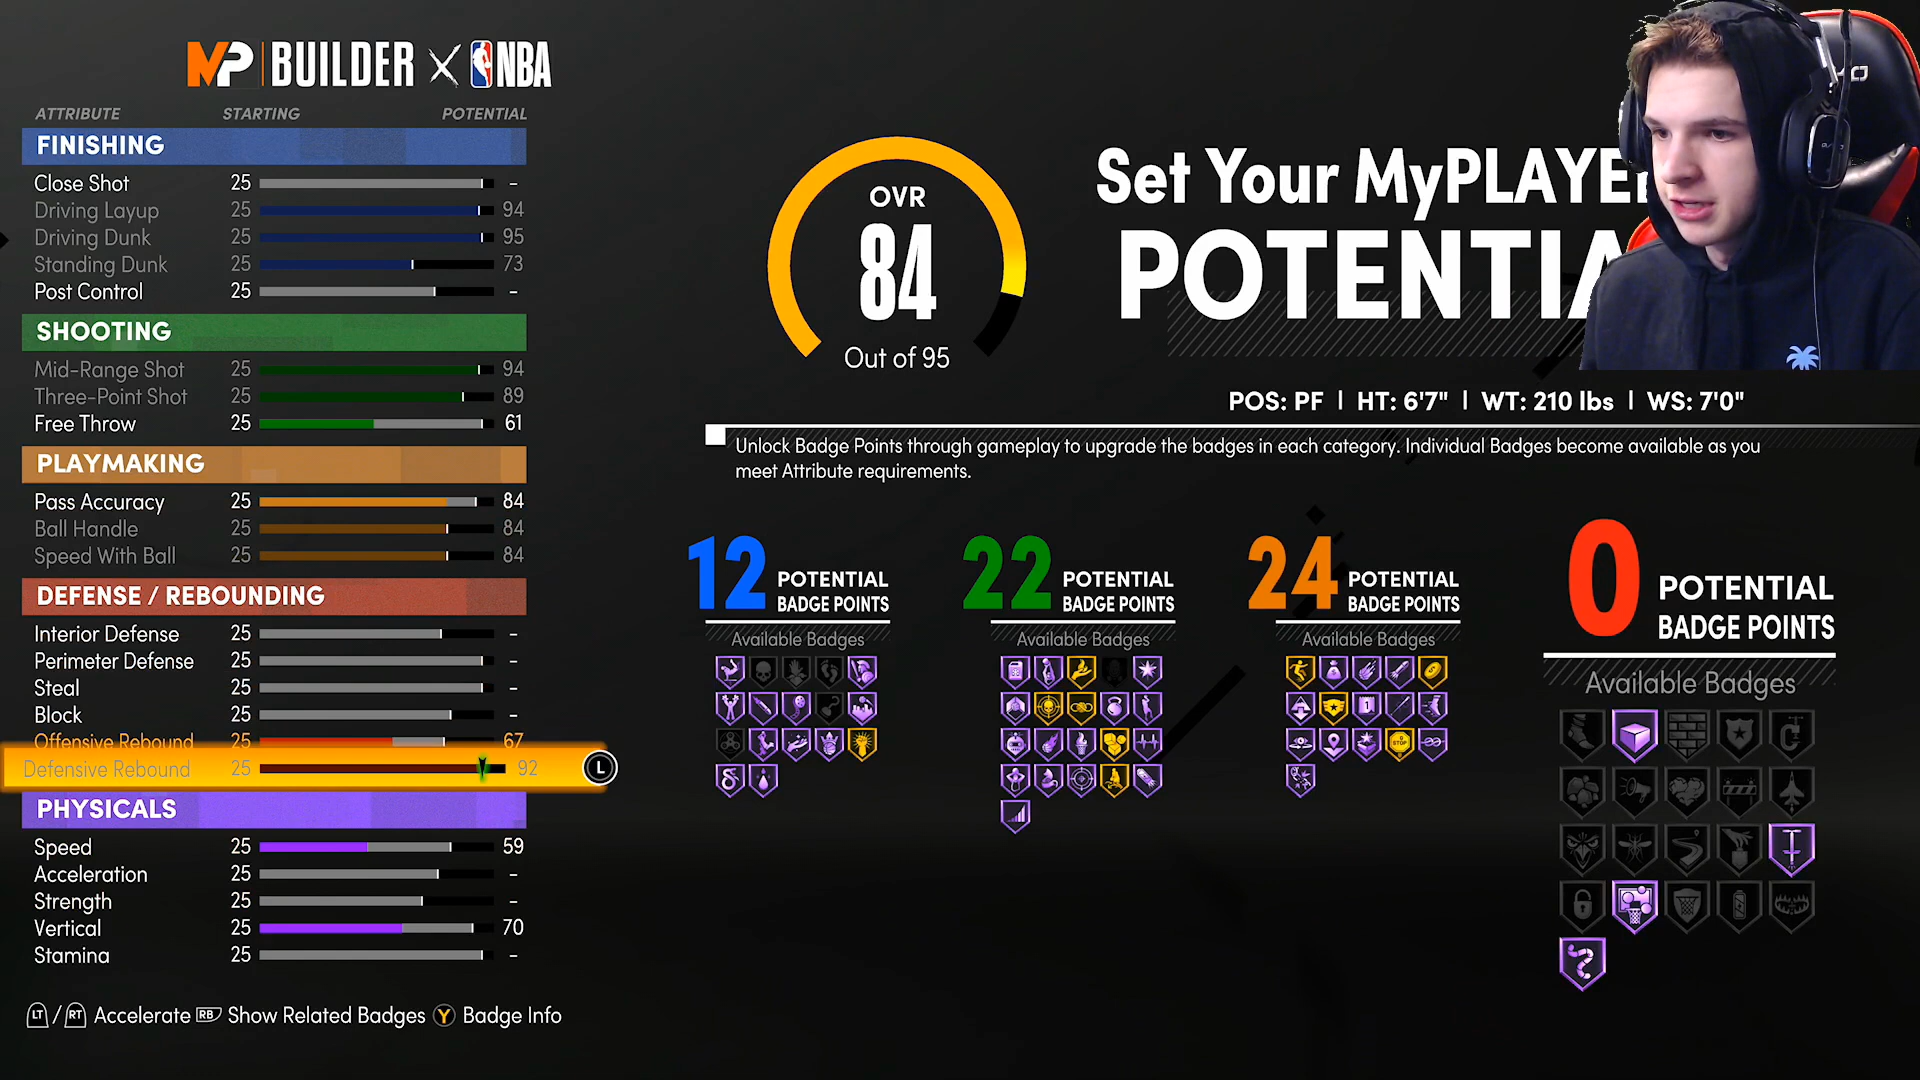 MP | BUILDER X NBA
ATTRIBUTE STARTING POTENTIAL
FINISHING
Close Shot 25 -
Driving Layup 25 94
Driving Dunk 25 95
Standing Dunk 25 73
Post Control 25 -
SHOOTING
Mid-Range Shot 25 94
Three-Point Shot 25 89
Free Throw 25 61
PLAYMAKING
Pass Accuracy 25 84
Ball Handle 25 84
Speed With Ball 25 84
DEFENSE / REBOUNDING
Interior Defense 25 -
Perimeter Defense 25 -
Steal 25 -
Block 25 -
Offensive Rebound 25 67
Defensive Rebound 25 92 L
PHYSICALS
Speed 25 59
Acceleration 25 -
Strength 25 -
Vertical 25 70
Stamina 25 -
LT / RT Accelerate RB Show Related Badges Y Badge Info
OVR
84
Out of 95
Set Your MyPLAYE
POTENTIA
POS: PF | HT: 6'7" | WT: 210 lbs | WS: 7'0"
Unlock Badge Points through gameplay to upgrade the badges in each category. Individual Badges become available as you
meet Attribute requirements.
12 POTENTIAL
BADGE POINTS
Available Badges
22 POTENTIAL
BADGE POINTS
Available Badges
24 POTENTIAL
BADGE POINTS
Available Badges
0 POTENTIAL
BADGE POINTS
Available Badges